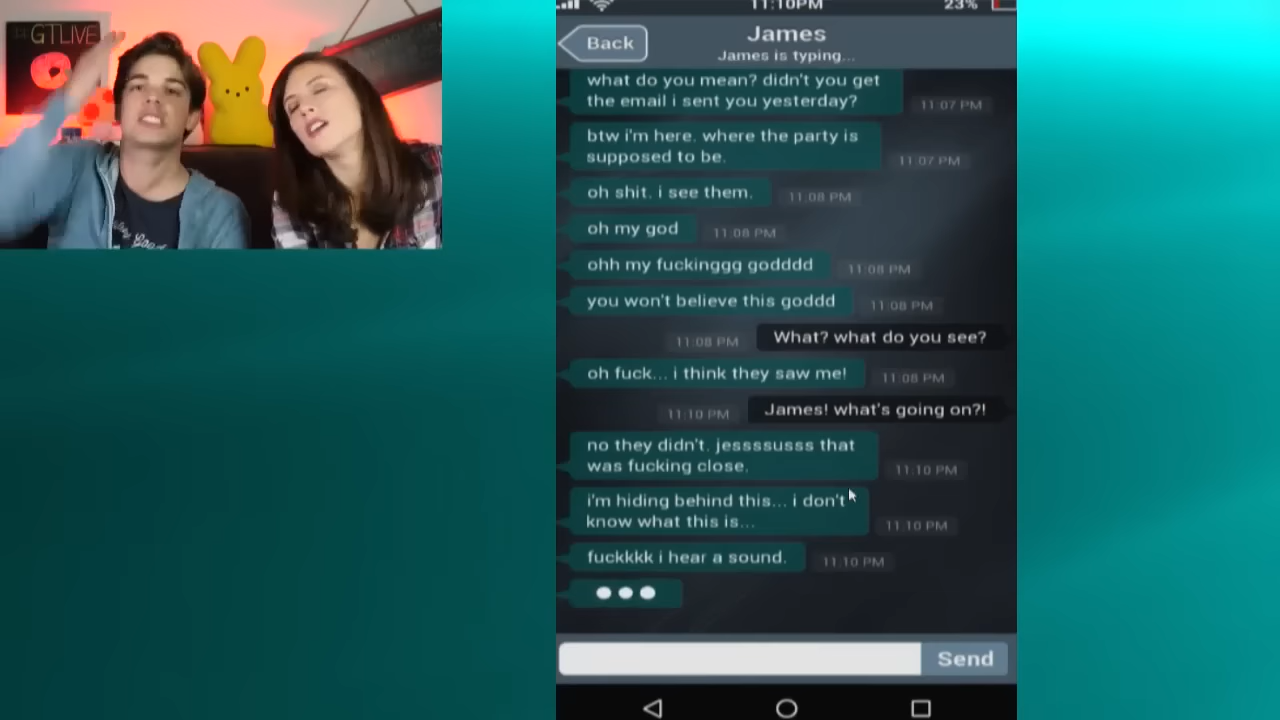 GTLIVE
11:10PM
23%
Back
James
James is typing...
what do you mean? didn't you get
the email i sent you yesterday?
11:07 PM
btw i'm here. where the party is
supposed to be.
11:07 PM
oh shit. i see them.
11:08 PM
oh my god
11:08 PM
ohh my fuckinggg godddd
11:08 PM
you won't believe this goddd
11:08 PM
11:08 PM
What? what do you see?
oh fuck... i think they saw me!
11:08 PM
11:10 PM
James! what's going on?!
no they didn't. jessssusss that
was fucking close.
11:10 PM
i'm hiding behind this... i don't
know what this is...
11:10 PM
fuckkkk i hear a sound.
11:10 PM
Send